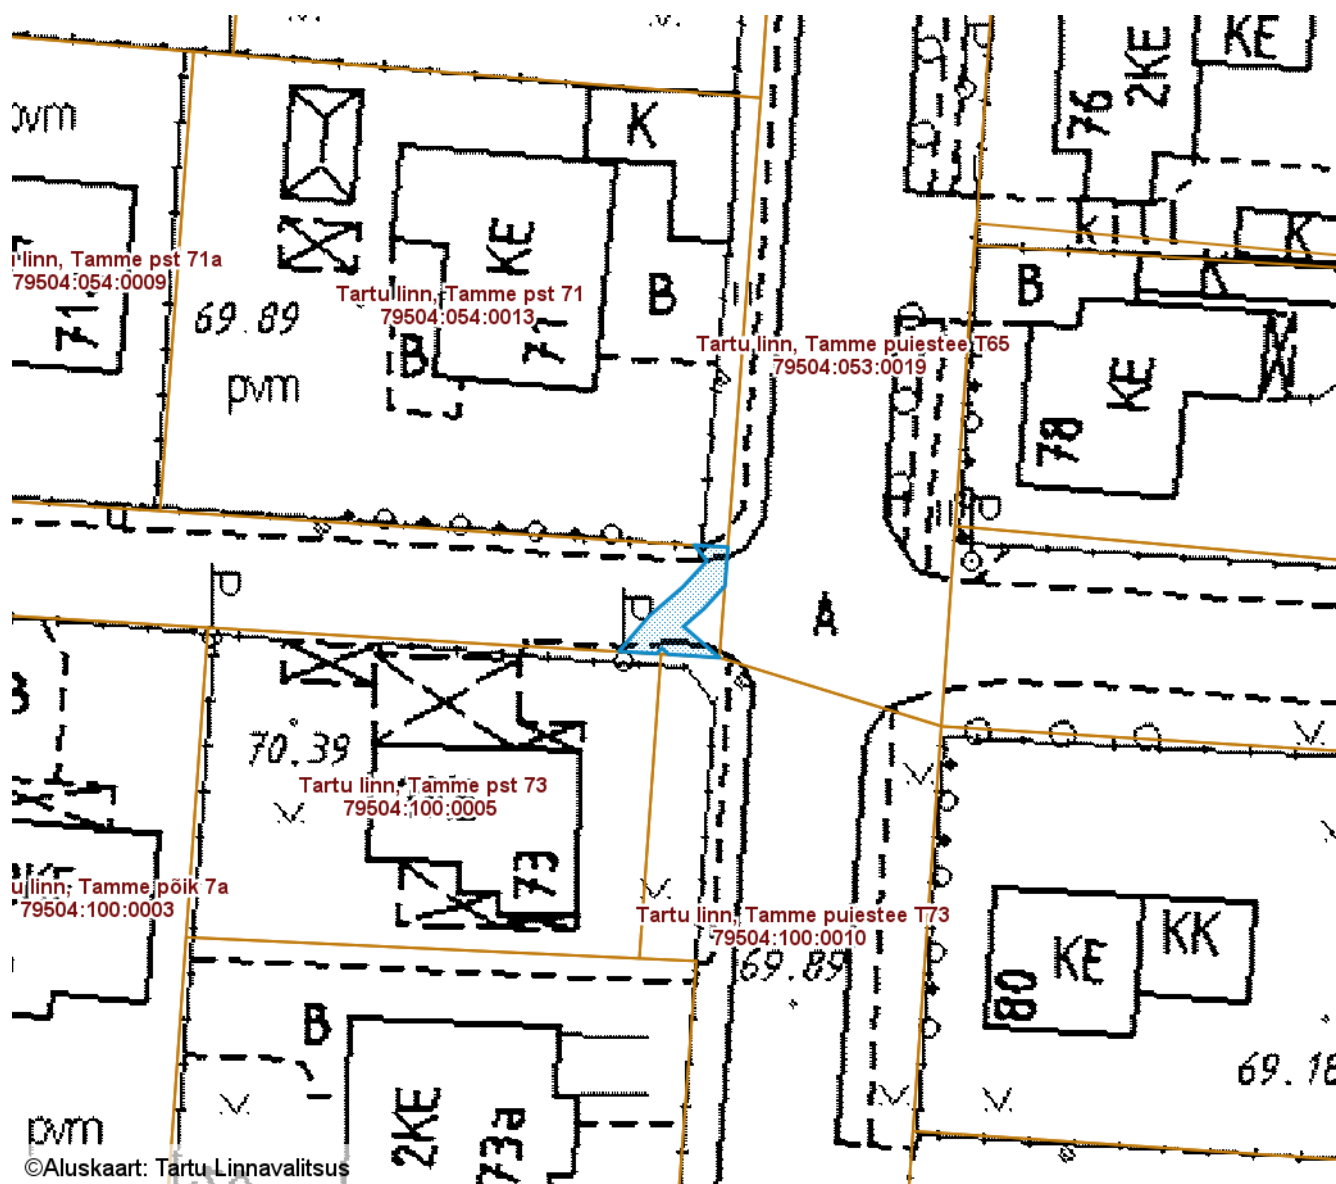 KE
2KE
76
pvm
K
KE
71
K
K
K
linn, Tamme pst 71a
79504:054:0009
69.89
Tartu linn, Tamme pst 71
79504:054:0013
B
B
B
pvm
Tartu linn, Tamme puiestee T65
79504:053:0019
KE
78
A
70.39
Tartu linn, Tamme pst 73
79504:100:0005
73
linn, Tamme põik 7a
79504:100:0003
Tartu linn, Tamme puiestee T73
79504:100:0010
69.89
KE
KK
80
B
69.18
2KE
73a
pvm
©Aluskaart: Tartu Linnavalitsus